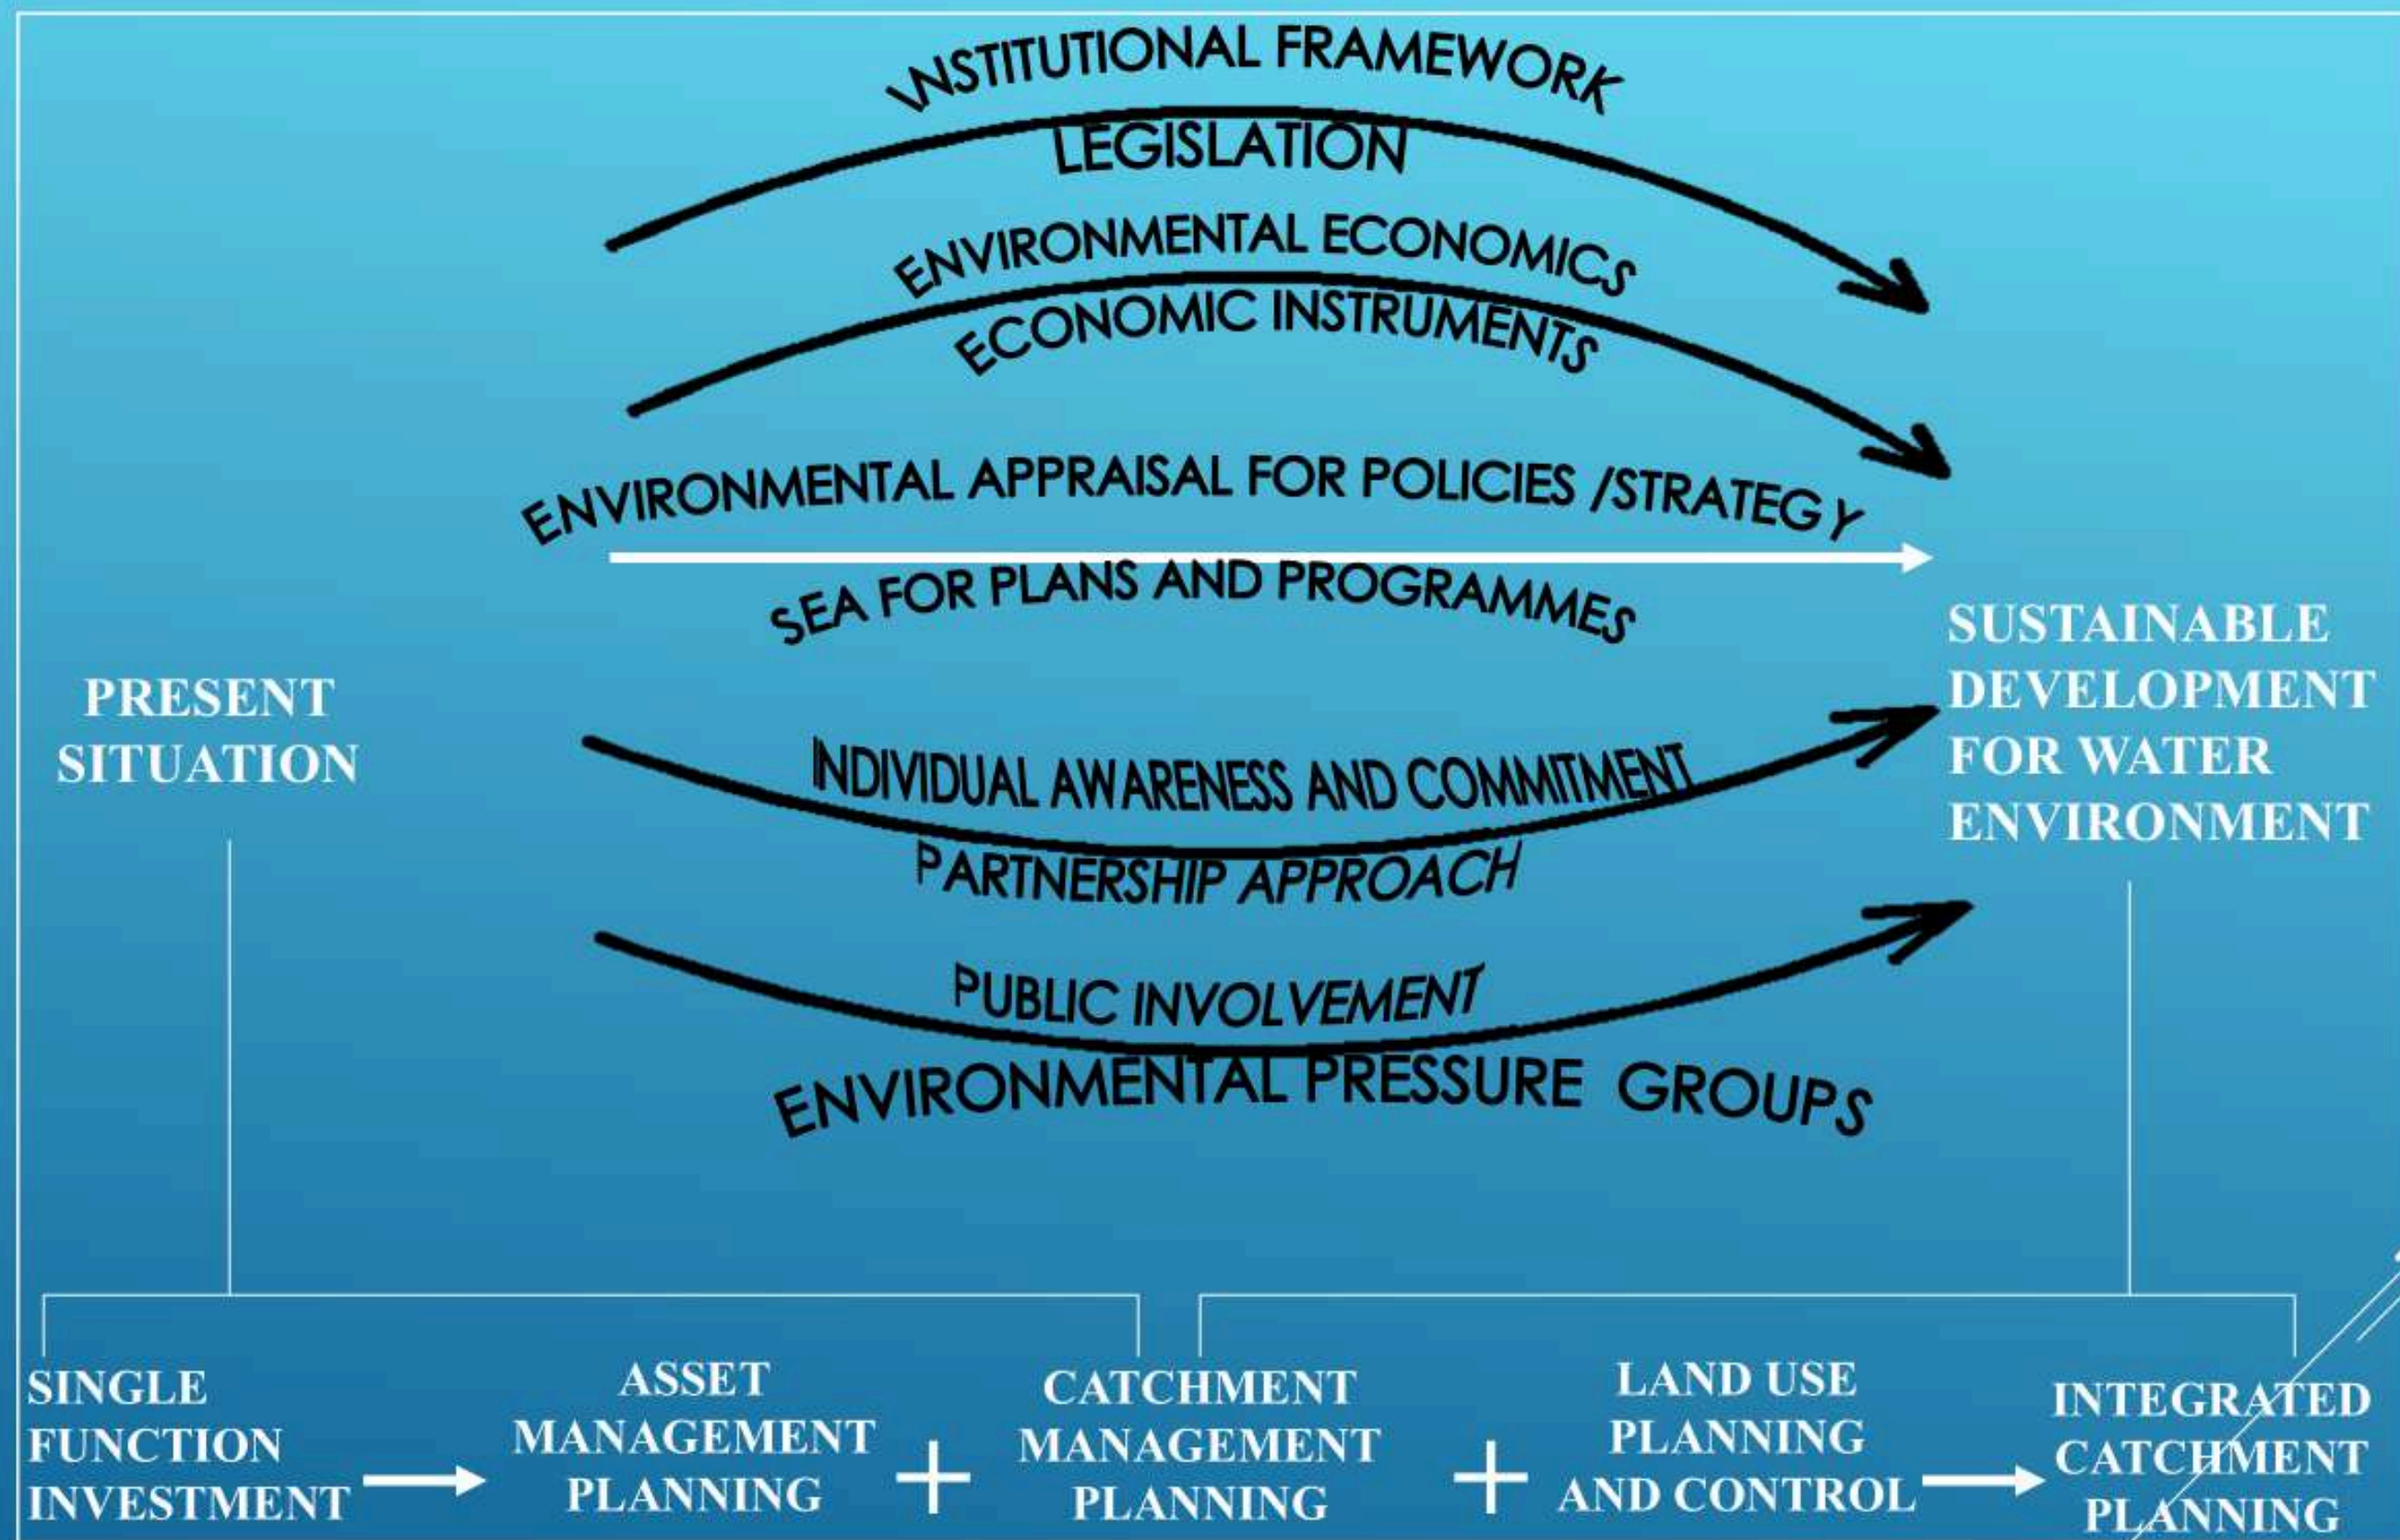 INSTITUTIONAL FRAMEWORK
LEGISLATION
ENVIRONMENTAL ECONOMICS
ECONOMIC INSTRUMENTS
ENVIRONMENTAL APPRAISAL FOR POLICIES /STRATEGY
SEA FOR PLANS AND PROGRAMMES
PRESENT
SITUATION
INDIVIDUAL AWARENESS AND COMMITMENT
PARTNERSHIP APPROACH
PUBLIC INVOLVEMENT
ENVIRONMENTAL PRESSURE GROUPS
SUSTAINABLE
DEVELOPMENT
FOR WATER
ENVIRONMENT
SINGLE
FUNCTION
INVESTMENT
ASSET
MANAGEMENT
PLANNING
+
CATCHMENT
MANAGEMENT
PLANNING
+
LAND USE
PLANNING
AND CONTROL
INTEGRATED
CATCHMENT
PLANNING